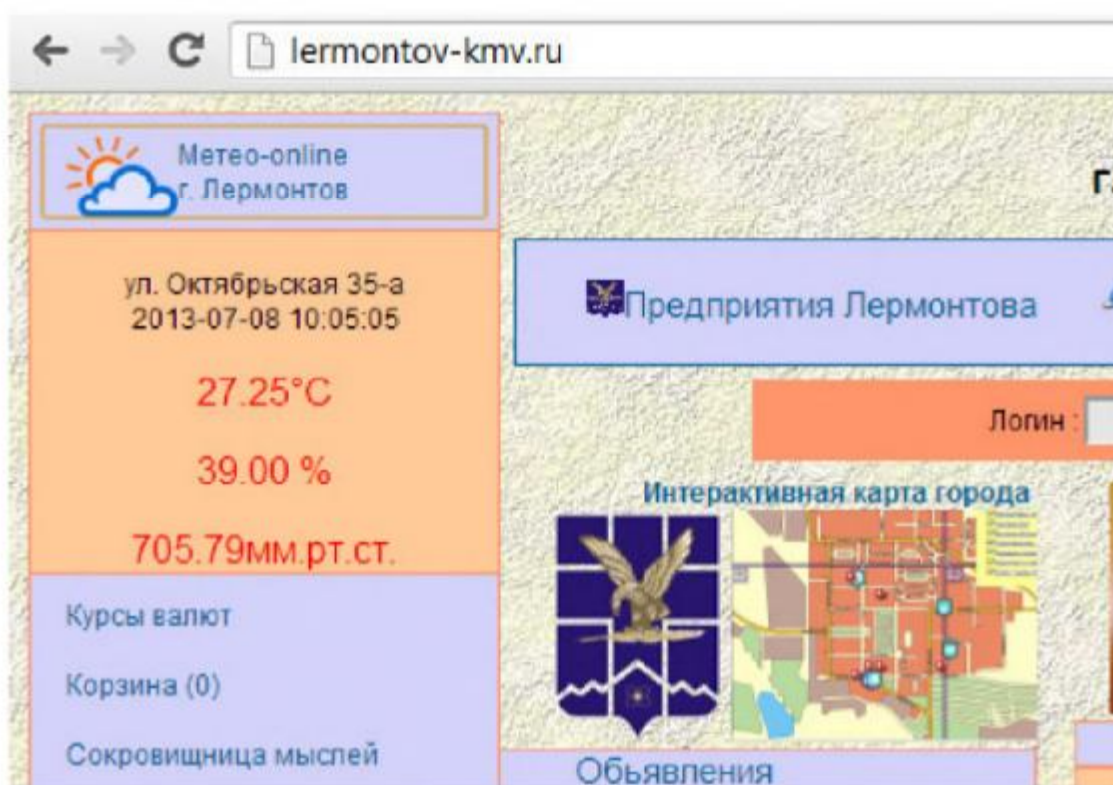 lermontov-kmv.ru
Метео-online
г. Лермонтов
ул. Октябрьская 35-а
2013-07-08 10:05:05
27.25°C
39.00 %
705.79мм.рт.ст.
Курсы валют
Корзина (0)
Сокровищница мыслей
г.
Предприятия Лермонтова
Логин :
Интерактивная карта города
Обьявления